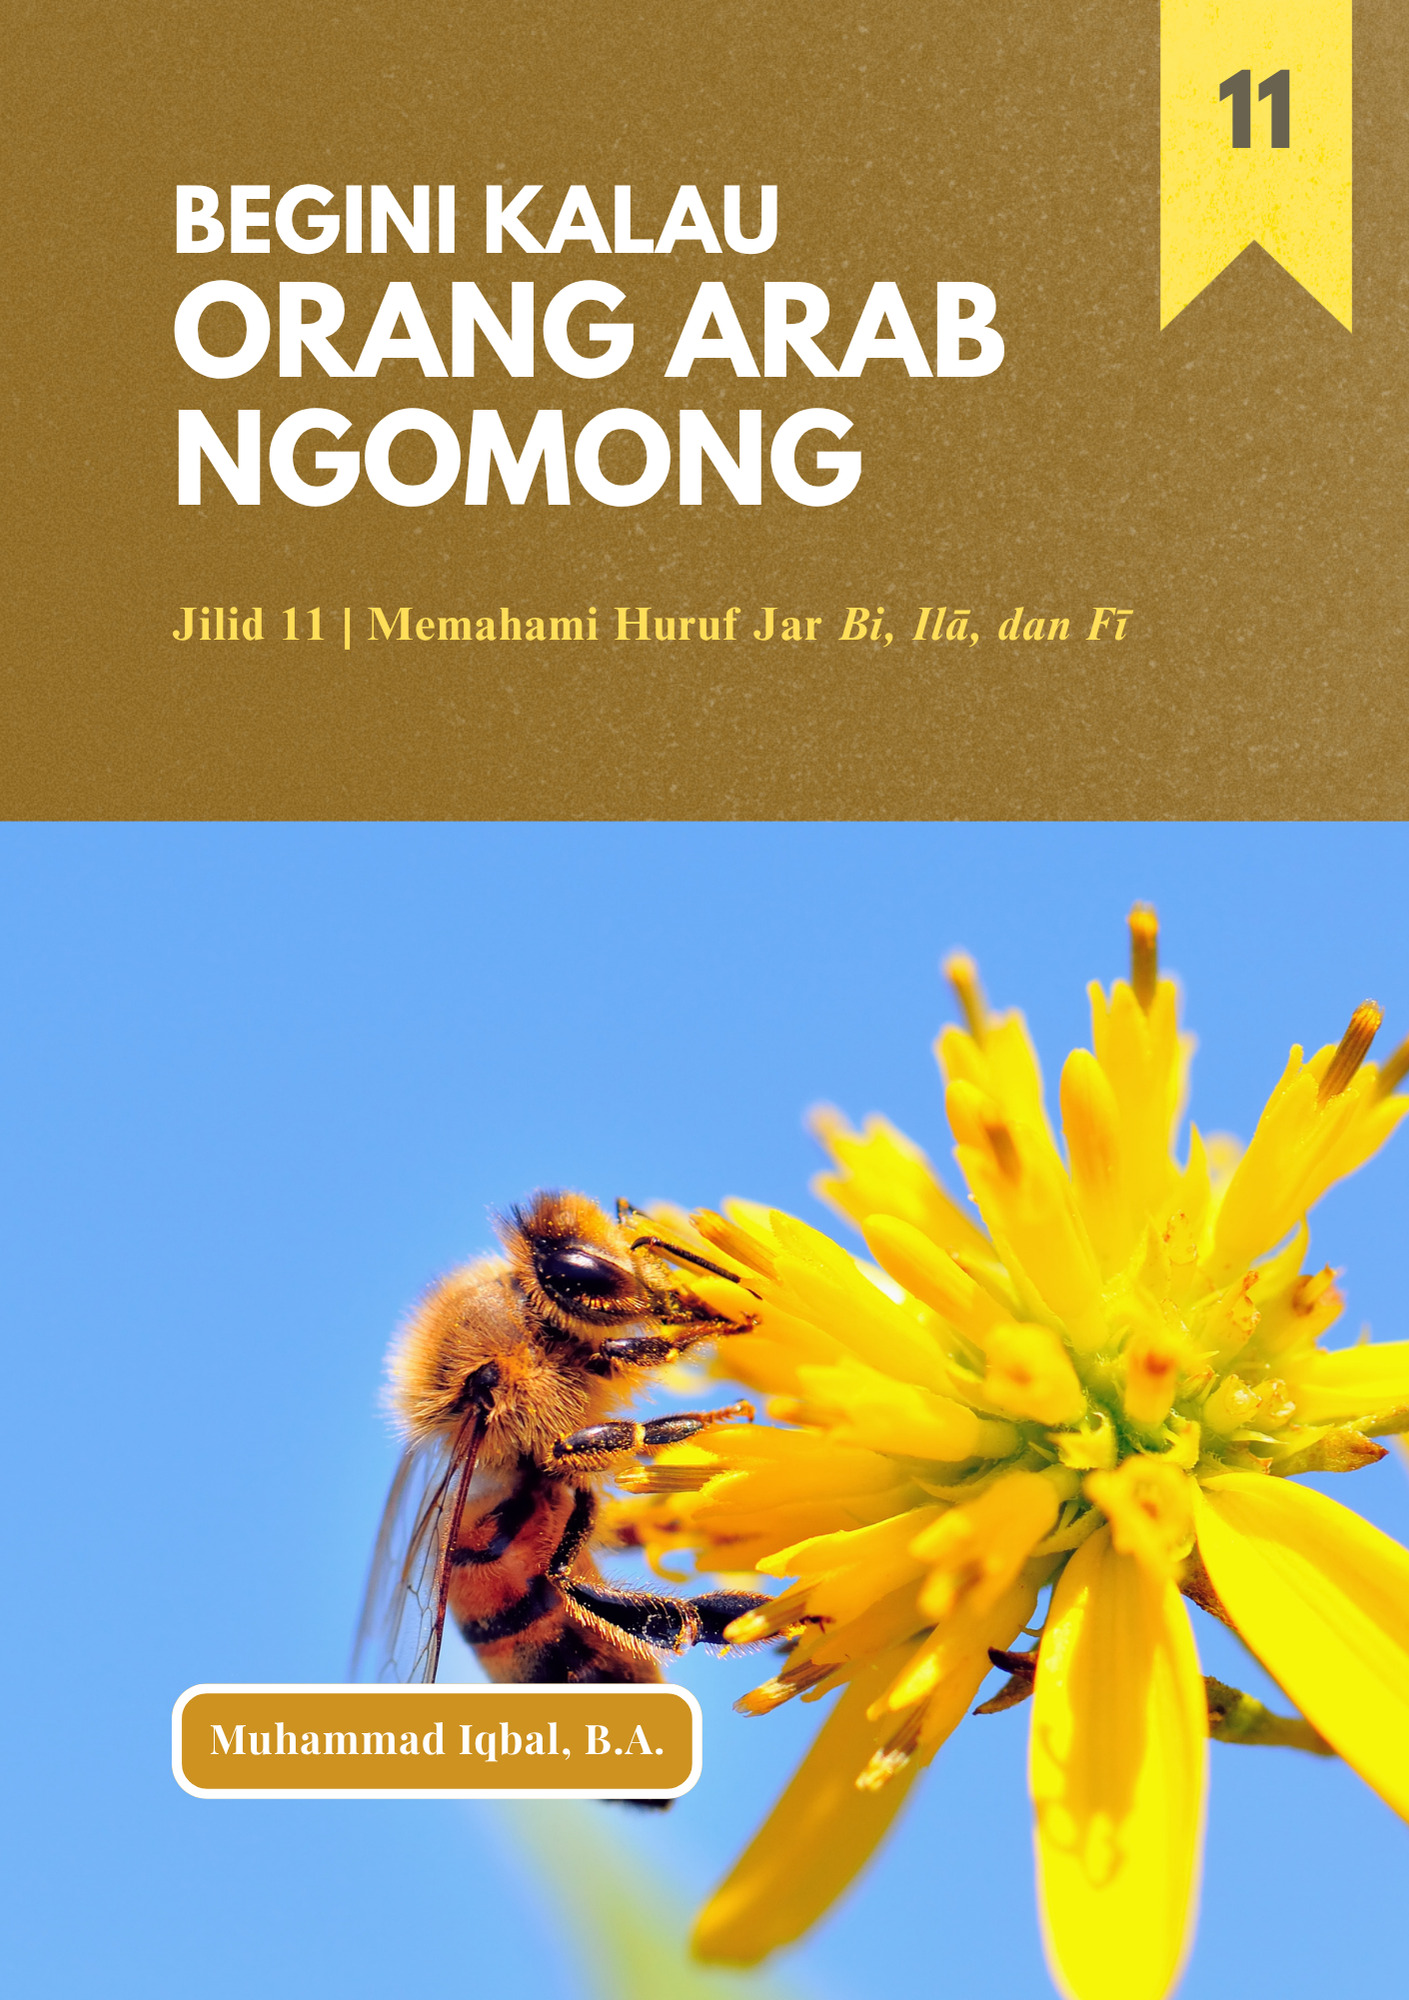 11
BEGINI KALAU
ORANG ARAB
NGOMONG
Jilid 11 | Memahami Huruf Jar Bi, Ilā, dan Fī
Muhammad Iqbal, B.A.